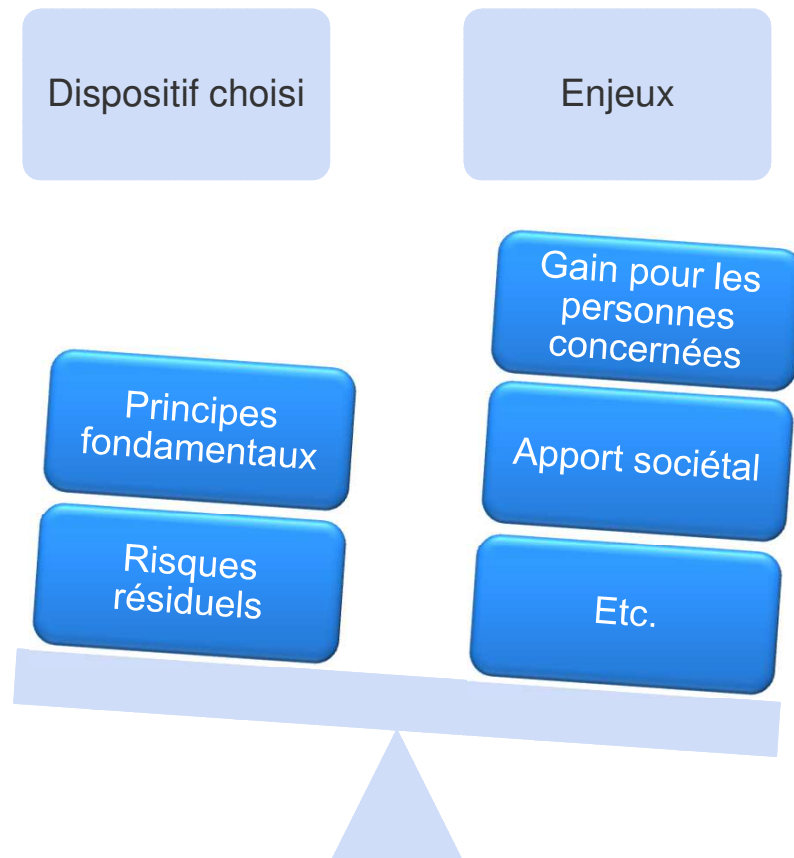 Dispositif choisi
Enjeux
Principes
fondamentaux
Risques
résiduels
Gain pour les
personnes
concernées
Apport sociétal
Etc.